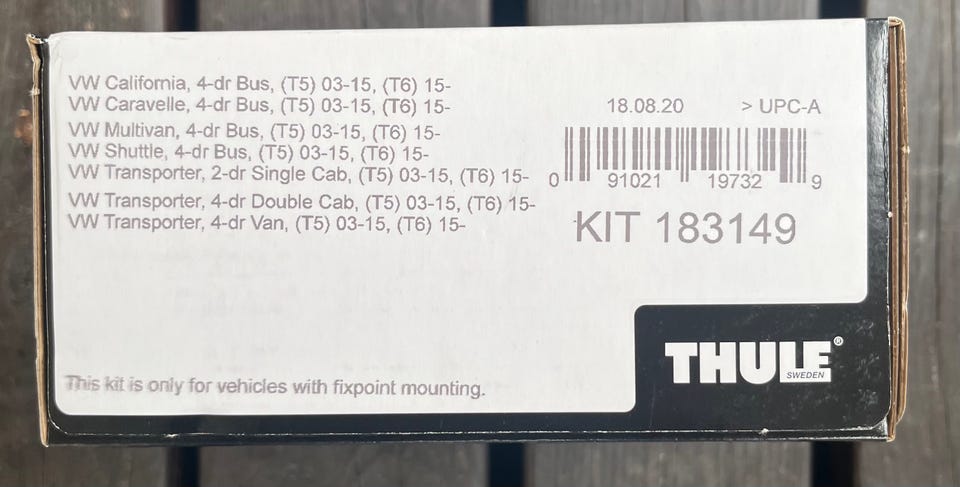 VW California, 4-dr Bus, (T5) 03-15, (T6) 15-
VW Caravelle, 4-dr Bus, (T5) 03-15, (T6) 15-
VW Multivan, 4-dr Bus, (T5) 03-15, (T6) 15-
VW Shuttle, 4-dr Bus, (T5) 03-15, (T6) 15-
VW Transporter, 2-dr Single Cab, (T5) 03-15, (T6) 15-
VW Transporter, 4-dr Double Cab, (T5) 03-15, (T6) 15-
VW Transporter, 4-dr Van, (T5) 03-15, (T6) 15-
18.08.20 > UPC-A
0 91021 19732 9
KIT 183149
This kit is only for vehicles with fixpoint mounting.
THULE®
SWEDEN